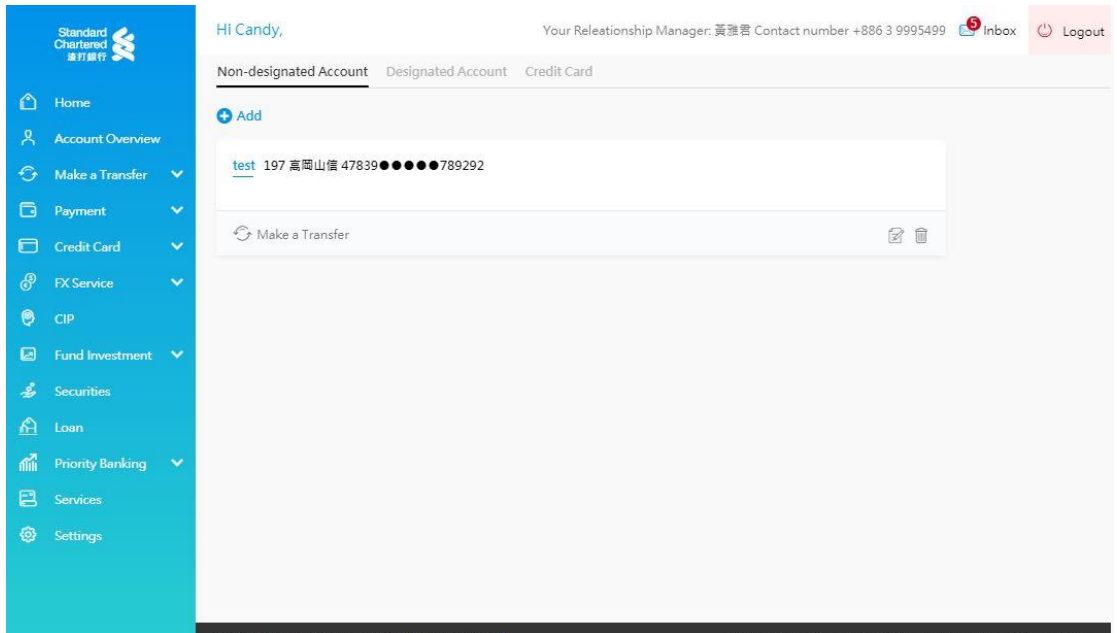 Standard
Chartered
渣打銀行
Home
Account Overview
Make a Transfer
Payment
Credit Card
FX Service
CIP
Fund Investment
Securities
Loan
Priority Banking
Services
Settings
Hi Candy,
Your Releationship Manager: 黃雅君 Contact number +886 3 9995499
5
Inbox
Logout
Non-designated Account Designated Account Credit Card
Add
test 197 高岡山信 47839●●●●●789292
Make a Transfer